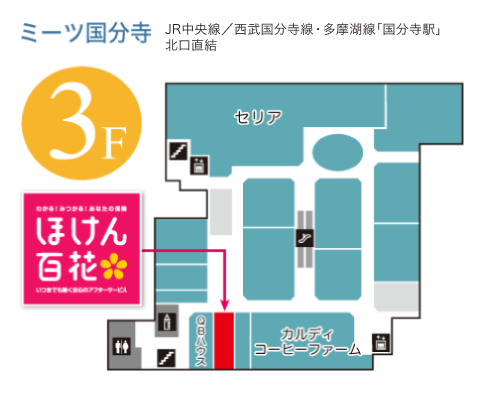 ミーツ国分寺
JR中央線／西武国分寺線・多摩湖線「国分寺駅」
北口直結
3F
セリア
わかる！みつかる！あなたの保険
ほけん
百花
いつまでも続く安心のアフターサービス
QBハウス
カルディ
コーヒーファーム